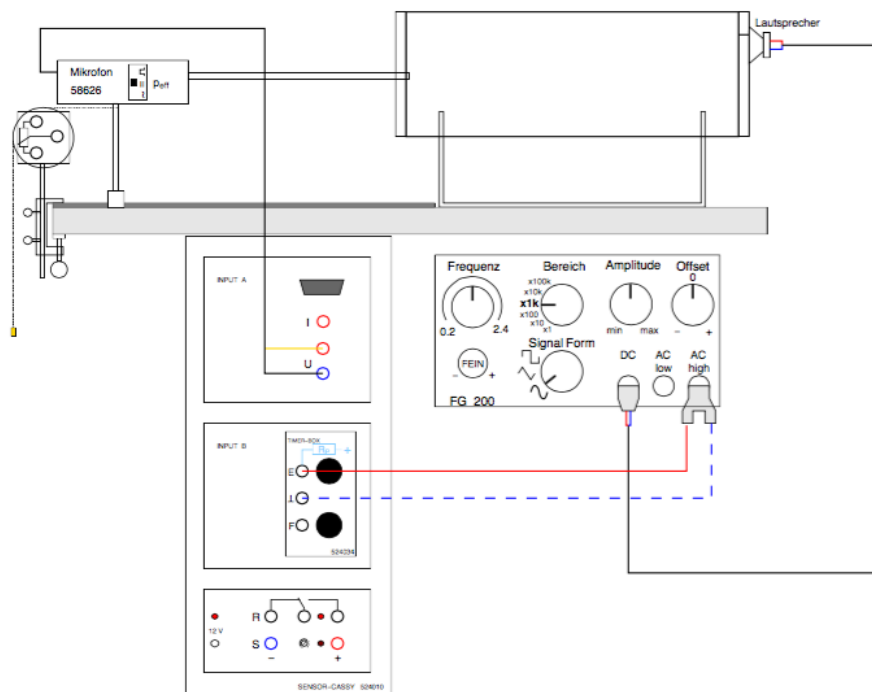 Lautsprecher
Mikrofon
58626
peff
INPUT A
I
U
INPUT B
TIMER-BOX
E
F
524034
R
12 V
S
−
+
SENSOR-CASSY 524010
Frequenz
0.2
2.4
− FEIN +
FG 200
Bereich
x100k
x10k
x1k
x100
x10
x1
Signal Form
Amplitude
min max
Offset
0
− +
DC
AC
low
AC
high